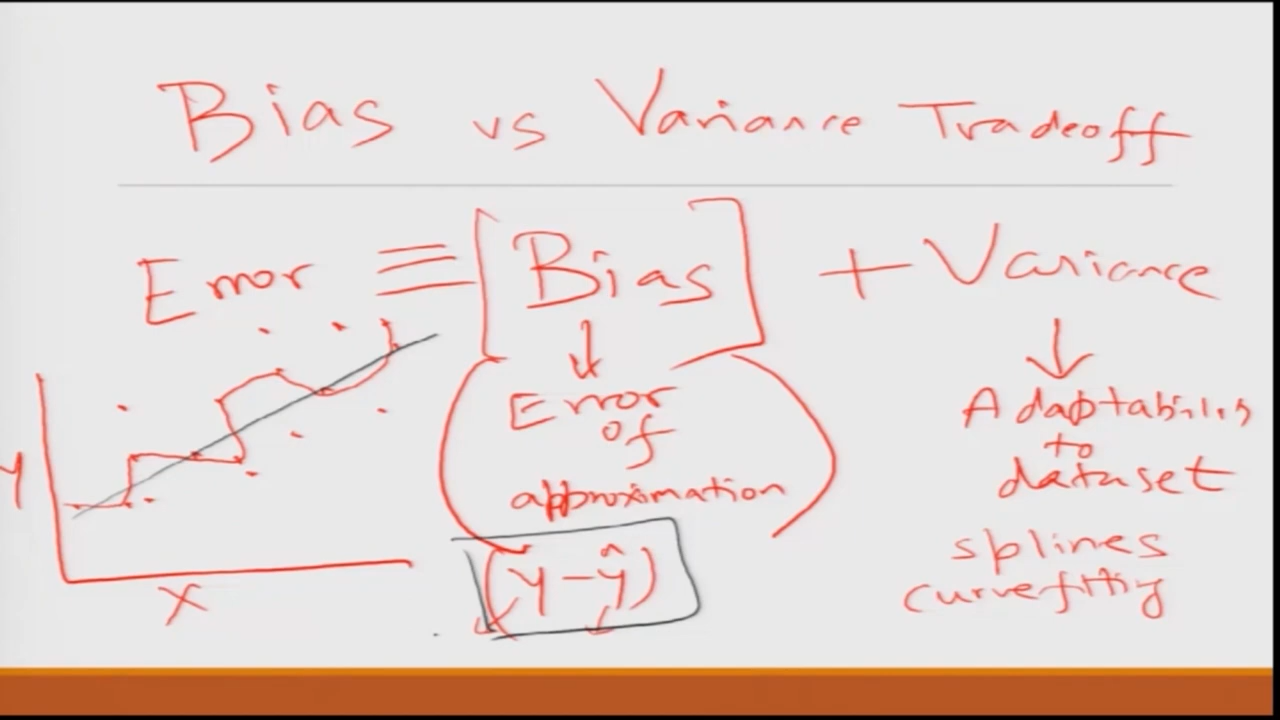 Bias vs Variance Tradeoff
Error ≡ [Bias] + Variance
Error
of
approximation
(y-ŷ)
Adaptability
to
dataset
splines
curvefitting
Y
X